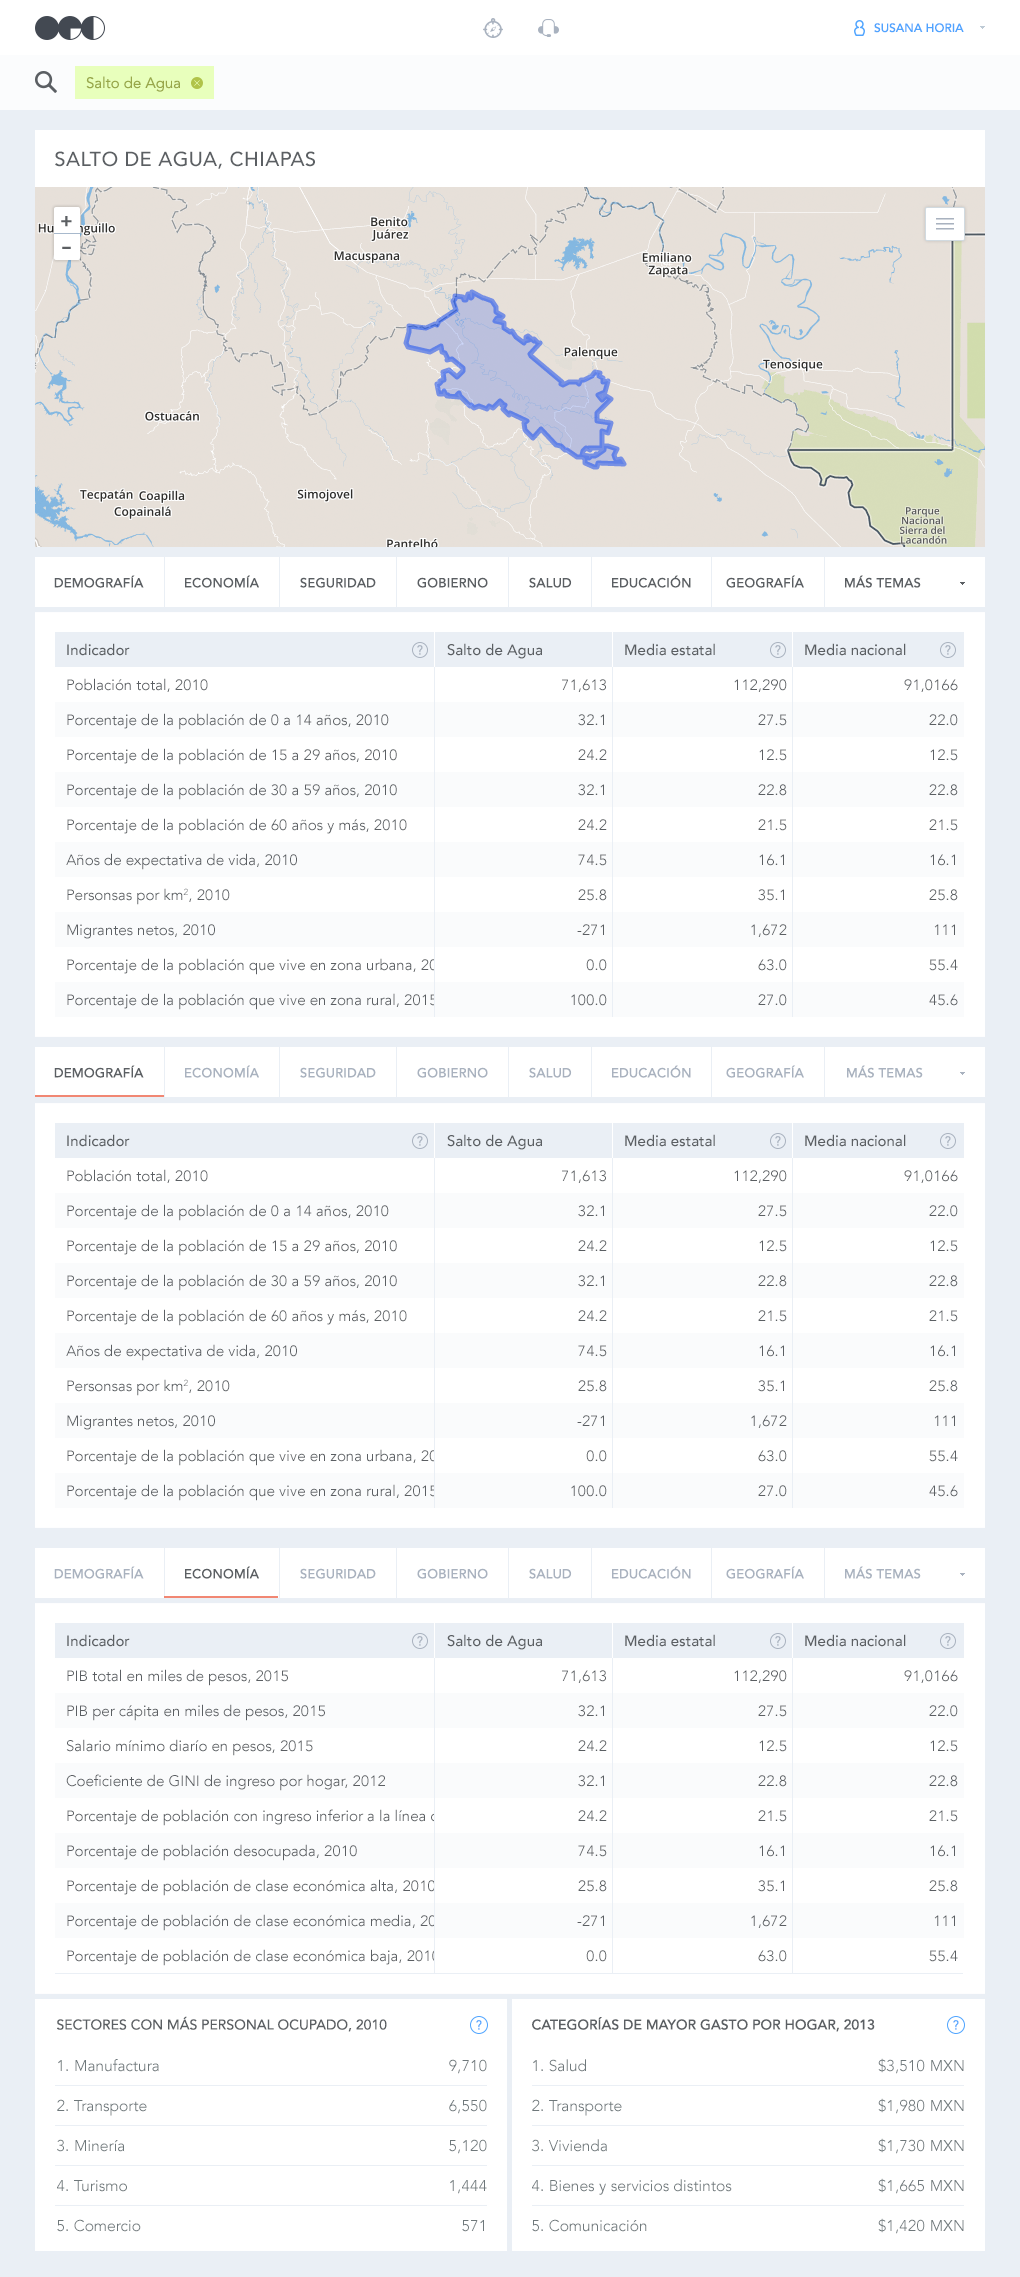 SUSANA HORIA
Salto de Agua
SALTO DE AGUA, CHIAPAS
+
-
Benito
Juárez
Macuspana
Emiliano
Zapata
Palenque
Tenosique
Ostuacán
Tecpatán Coapilla
Copainalá
Simojovel
Pantelhó
Parque
Nacional
Sierra del
Lacandón
DEMOGRAFÍA ECONOMÍA SEGURIDAD GOBIERNO SALUD EDUCACIÓN GEOGRAFÍA MÁS TEMAS
Indicador ? Salto de Agua Media estatal ? Media nacional ?
Población total, 2010 71,613 112,290 91,0166
Porcentaje de la población de 0 a 14 años, 2010 32.1 27.5 22.0
Porcentaje de la población de 15 a 29 años, 2010 24.2 12.5 12.5
Porcentaje de la población de 30 a 59 años, 2010 32.1 22.8 22.8
Porcentaje de la población de 60 años y más, 2010 24.2 21.5 21.5
Años de expectativa de vida, 2010 74.5 16.1 16.1
Personsas por km², 2010 25.8 35.1 25.8
Migrantes netos, 2010 -271 1,672 111
Porcentaje de la población que vive en zona urbana, 20 0.0 63.0 55.4
Porcentaje de la población que vive en zona rural, 2015 100.0 27.0 45.6
DEMOGRAFÍA ECONOMÍA SEGURIDAD GOBIERNO SALUD EDUCACIÓN GEOGRAFÍA MÁS TEMAS
Indicador ? Salto de Agua Media estatal ? Media nacional ?
Población total, 2010 71,613 112,290 91,0166
Porcentaje de la población de 0 a 14 años, 2010 32.1 27.5 22.0
Porcentaje de la población de 15 a 29 años, 2010 24.2 12.5 12.5
Porcentaje de la población de 30 a 59 años, 2010 32.1 22.8 22.8
Porcentaje de la población de 60 años y más, 2010 24.2 21.5 21.5
Años de expectativa de vida, 2010 74.5 16.1 16.1
Personsas por km², 2010 25.8 35.1 25.8
Migrantes netos, 2010 -271 1,672 111
Porcentaje de la población que vive en zona urbana, 20 0.0 63.0 55.4
Porcentaje de la población que vive en zona rural, 2015 100.0 27.0 45.6
DEMOGRAFÍA ECONOMÍA SEGURIDAD GOBIERNO SALUD EDUCACIÓN GEOGRAFÍA MÁS TEMAS
Indicador ? Salto de Agua Media estatal ? Media nacional ?
PIB total en miles de pesos, 2015 71,613 112,290 91,0166
PIB per cápita en miles de pesos, 2015 32.1 27.5 22.0
Salario mínimo diarío en pesos, 2015 24.2 12.5 12.5
Coeficiente de GINI de ingreso por hogar, 2012 32.1 22.8 22.8
Porcentaje de población con ingreso inferior a la línea 24.2 21.5 21.5
Porcentaje de población desocupada, 2010 74.5 16.1 16.1
Porcentaje de población de clase económica alta, 2010 25.8 35.1 25.8
Porcentaje de población de clase económica media, 20 -271 1,672 111
Porcentaje de población de clase económica baja, 2010 0.0 63.0 55.4
SECTORES CON MÁS PERSONAL OCUPADO, 2010 ?
1. Manufactura 9,710
2. Transporte 6,550
3. Minería 5,120
4. Turismo 1,444
5. Comercio 571
CATEGORÍAS DE MAYOR GASTO POR HOGAR, 2013 ?
1. Salud $3,510 MXN
2. Transporte $1,980 MXN
3. Vivienda $1,730 MXN
4. Bienes y servicios distintos $1,665 MXN
5. Comunicación $1,420 MXN